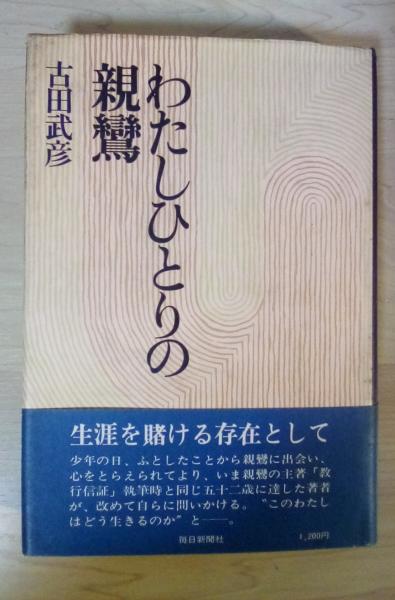 わたしひとりの
親鸞
古田武彦
生涯を賭ける存在として
少年の日、ふとしたことから親鸞に出会い、
心をとらえられてより、いま親鸞の主著「教
行信証」執筆時と同じ五十二歳に達した著者
が、改めて自らに問いかける。〝このわたし
はどう生きるのか〟と──。
毎日新聞社
1,200円